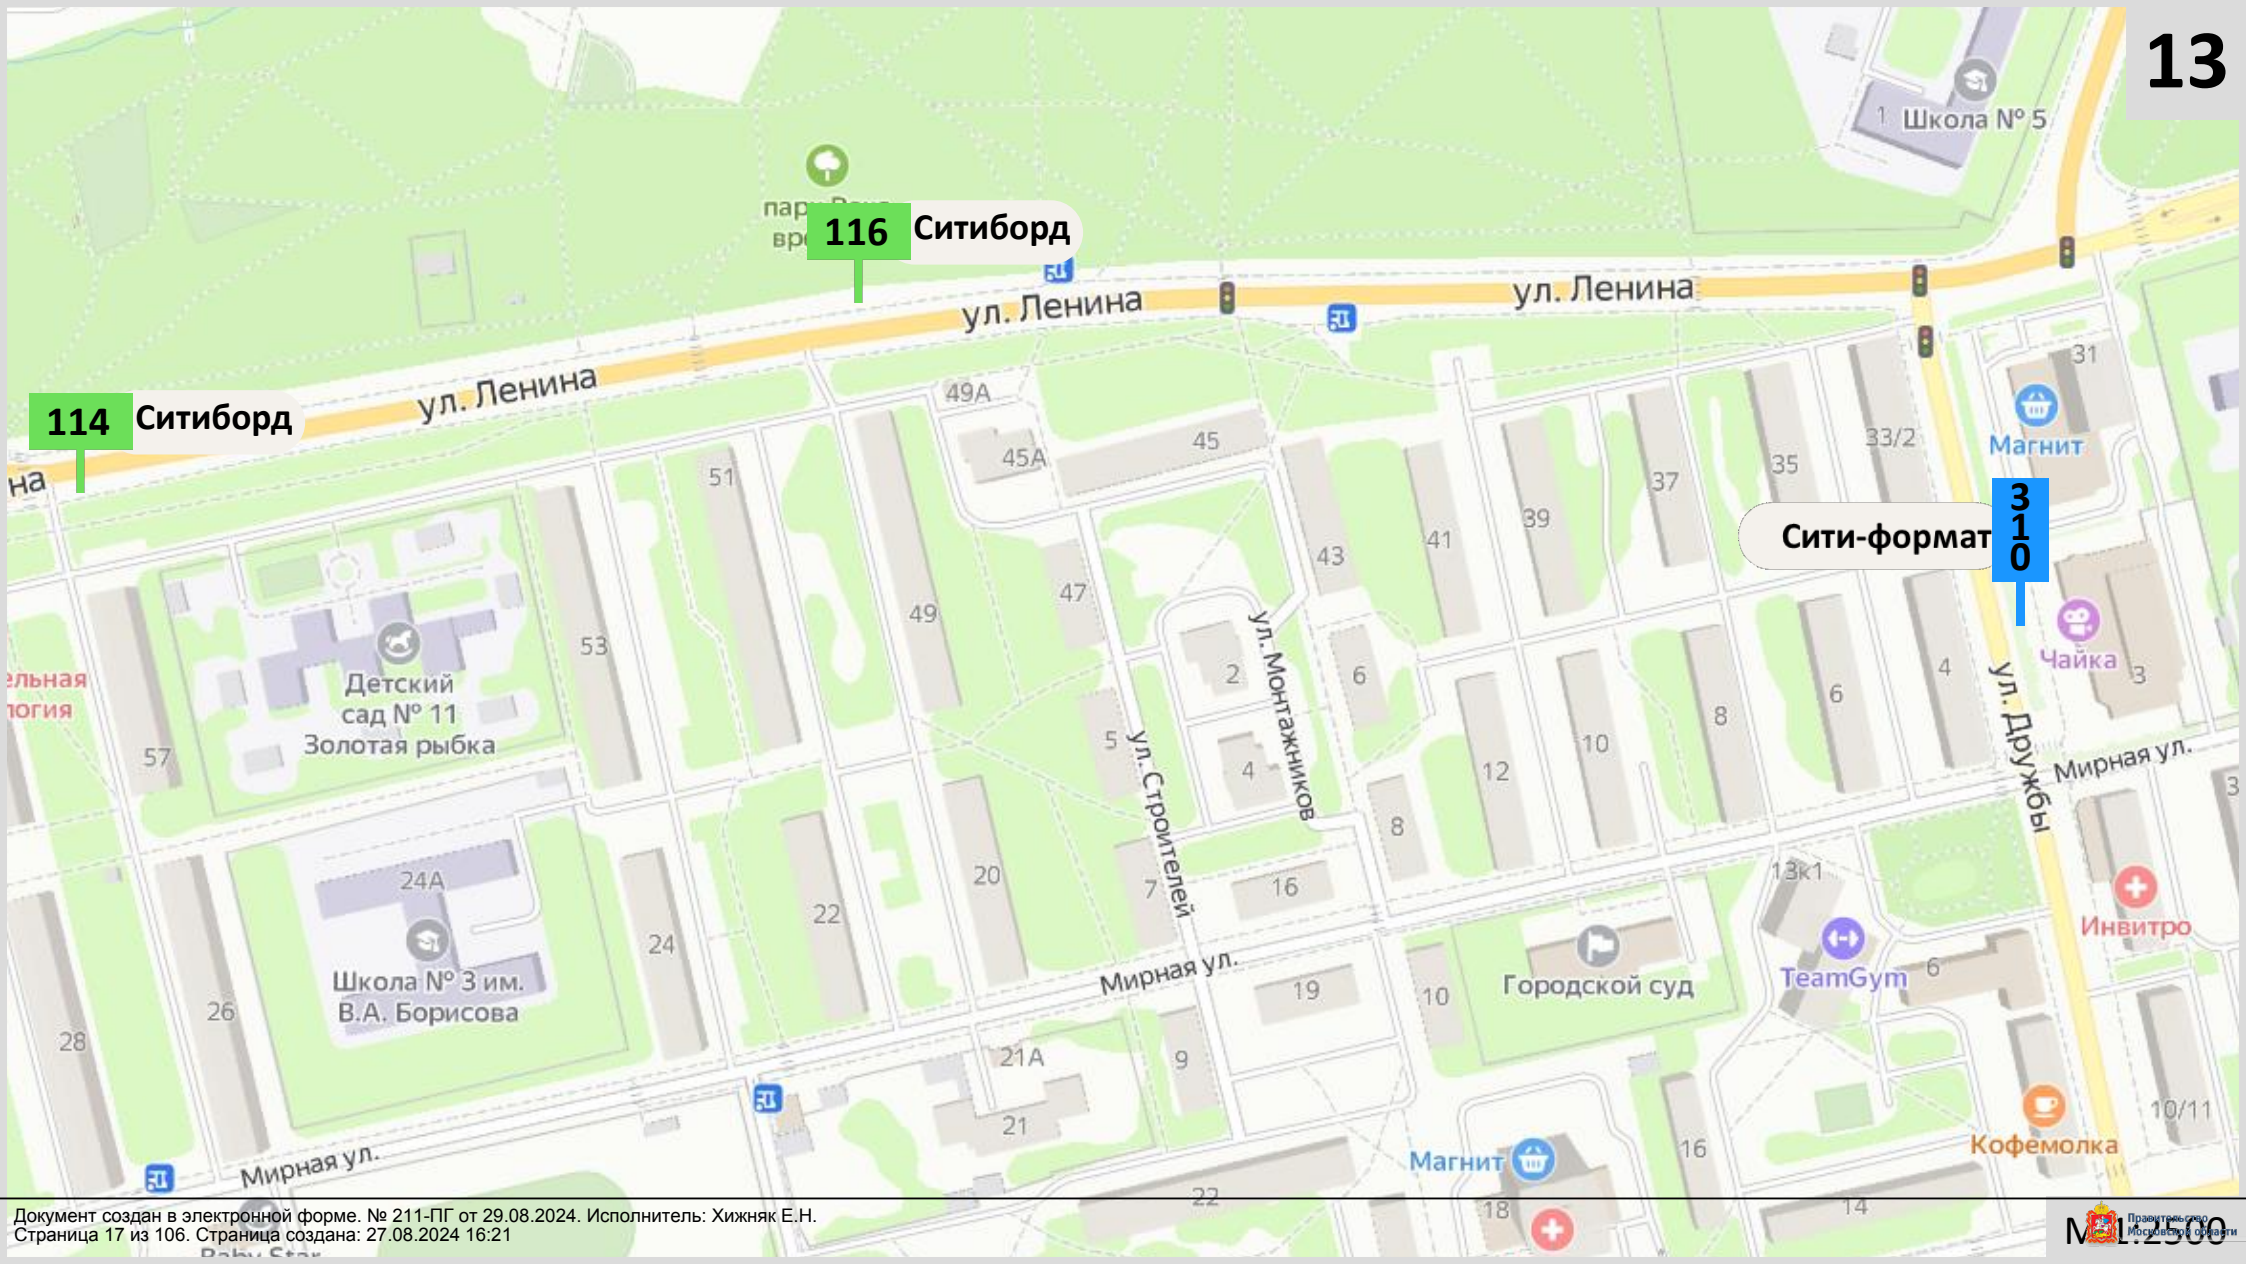 13
1
Школа № 5
116
Ситиборд
ул. Ленина
ул. Ленина
31
ул. Ленина
49А
114
Ситиборд
Магнит
33/2
45
45А
35
37
51
на
310
Сити-формат
39
41
43
47
49
53
ул. Монтажников
Чайка
3
4
6
2
6
8
Детский
сад № 11
Золотая рыбка
57
ул. Дружбы
Мирная ул.
5
ул. Строителей
4
12
10
8
3
13к1
24А
20
7
16
22
24
Инвитро
Школа № 3 им.
В.А. Борисова
Городской суд
TeamGym
6
Мирная ул.
19
10
26
28
21А
9
21
10/11
Кофемолка
16
Магнит
Мирная ул.
22
18
14
Документ создан в электронной форме. № 211-ПГ от 29.08.2024. Исполнитель: Хижняк Е.Н.
Страница 17 из 106. Страница создана: 27.08.2024 16:21
Правительство
Московской области